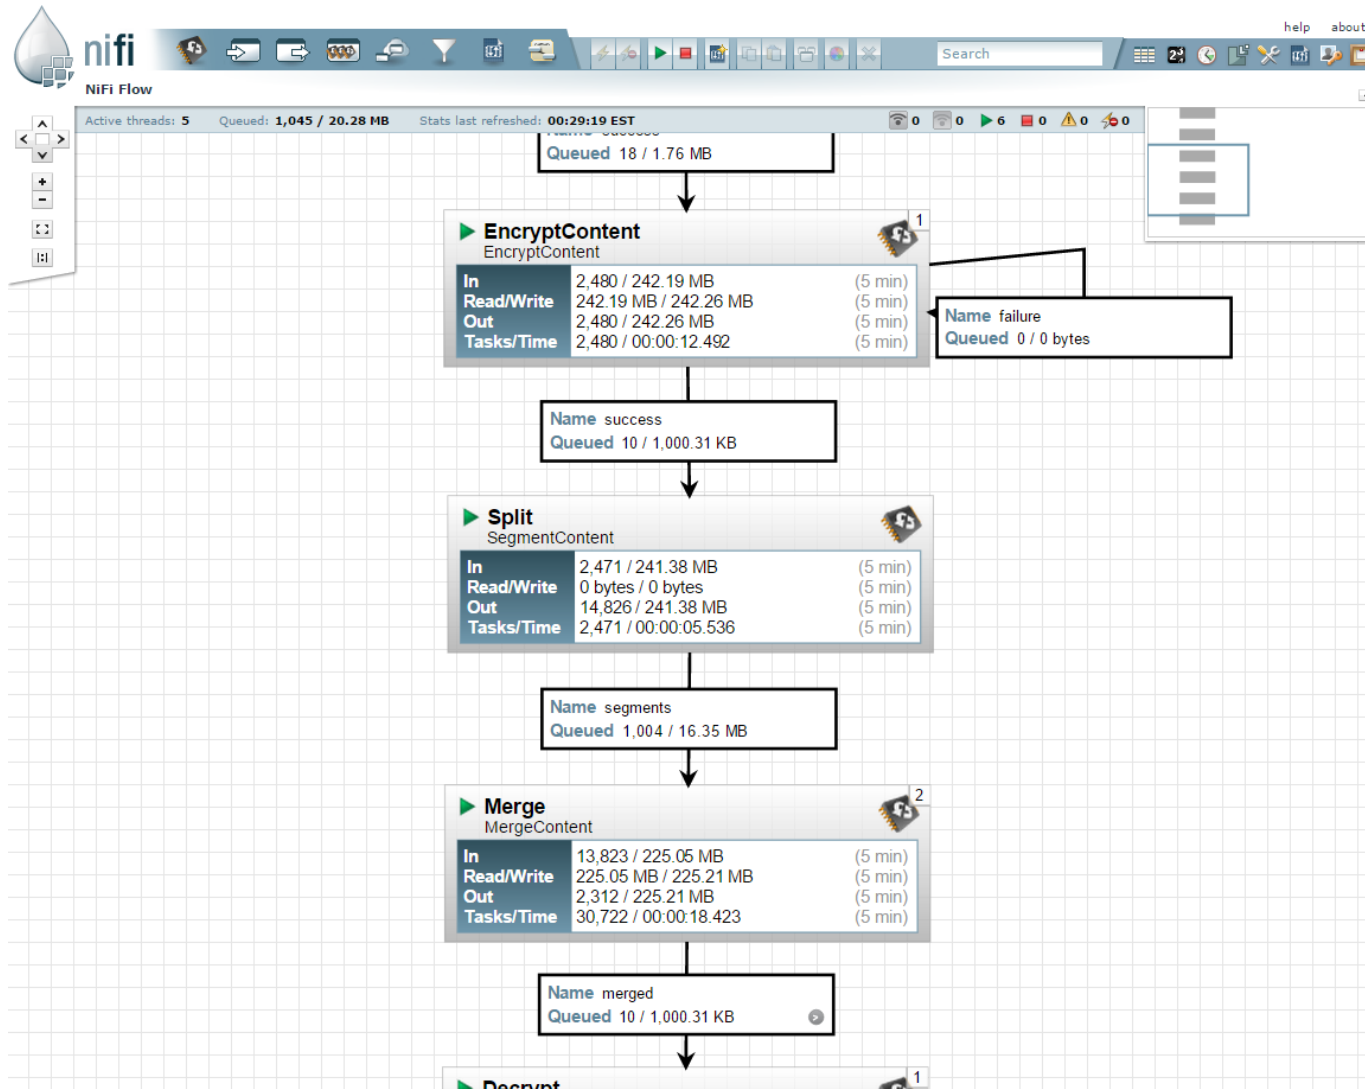 help about
nifi
Search
NiFi Flow
Active threads: 5 Queued: 1,045 / 20.28 MB Stats last refreshed: 00:29:19 EST 0 0 6 0 0 0
Name success
Queued 18 / 1.76 MB
EncryptContent 1
EncryptContent
In 2,480 / 242.19 MB (5 min)
Read/Write 242.19 MB / 242.26 MB (5 min)
Out 2,480 / 242.26 MB (5 min)
Tasks/Time 2,480 / 00:00:12.492 (5 min)
Name failure
Queued 0 / 0 bytes
Name success
Queued 10 / 1,000.31 KB
Split
SegmentContent
In 2,471 / 241.38 MB (5 min)
Read/Write 0 bytes / 0 bytes (5 min)
Out 14,826 / 241.38 MB (5 min)
Tasks/Time 2,471 / 00:00:05.536 (5 min)
Name segments
Queued 1,004 / 16.35 MB
Merge 2
MergeContent
In 13,823 / 225.05 MB (5 min)
Read/Write 225.05 MB / 225.21 MB (5 min)
Out 2,312 / 225.21 MB (5 min)
Tasks/Time 30,722 / 00:00:18.423 (5 min)
Name merged
Queued 10 / 1,000.31 KB
Decrypt 1